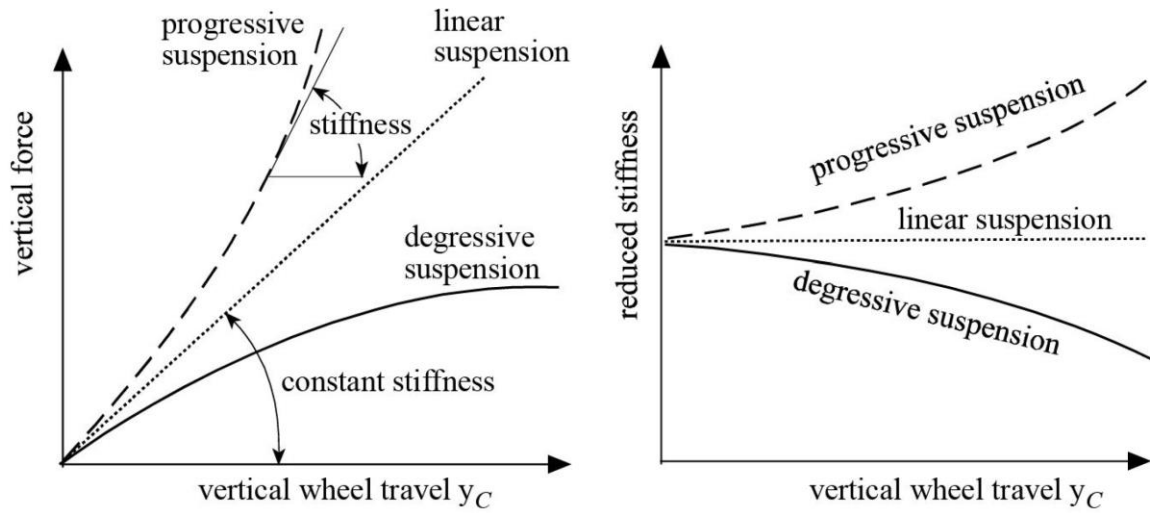 progressive
suspension
linear
suspension
stiffness
vertical force
degressive
suspension
constant stiffness
vertical wheel travel y_C
reduced stiffness
progressive suspension
linear suspension
degressive suspension
vertical wheel travel y_C